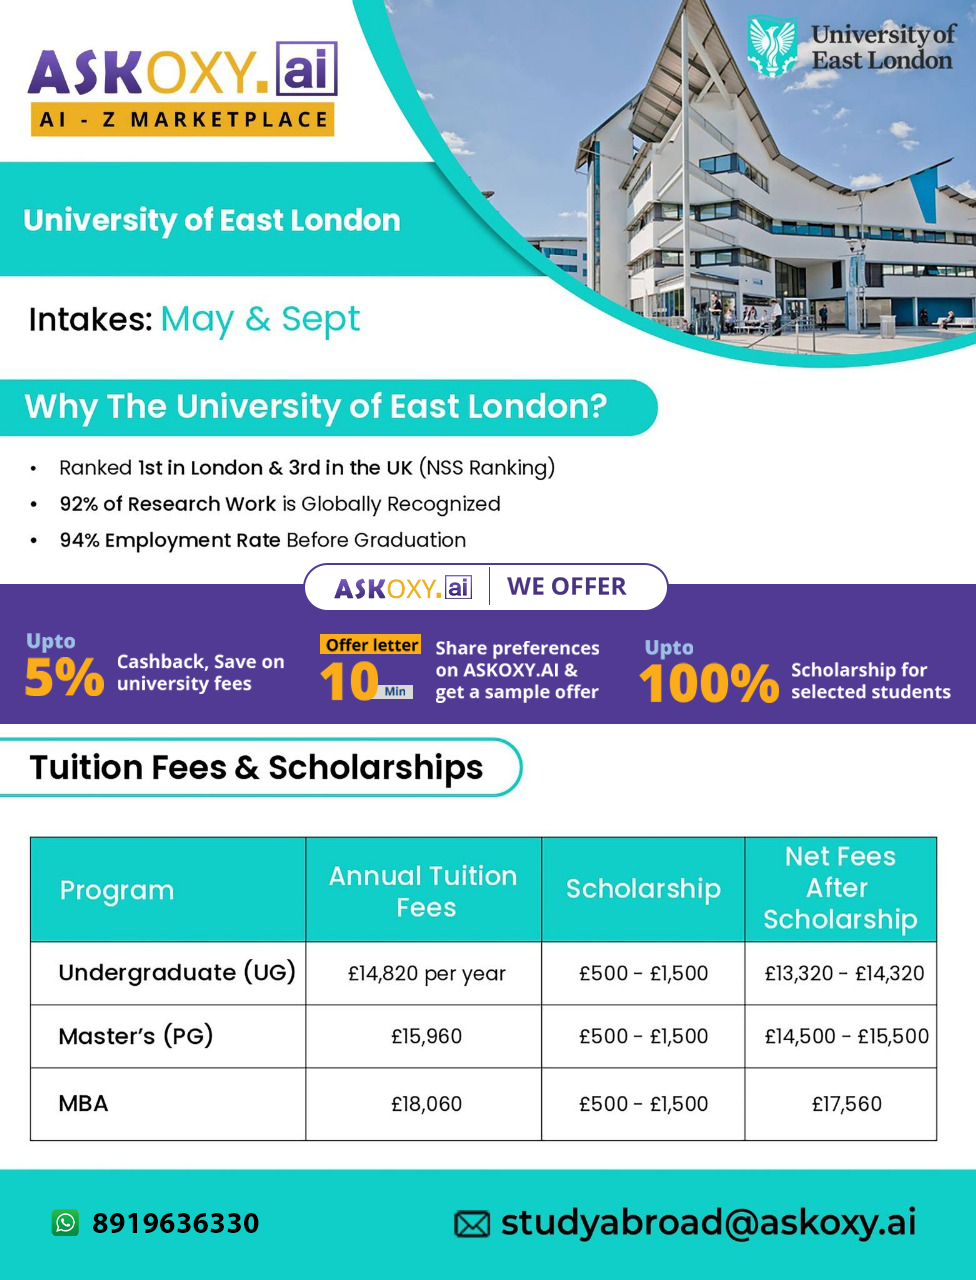 ASKOXY.ai
AI - Z MARKETPLACE
University of
East London
University of East London
Intakes: May & Sept
Why The University of East London?
• Ranked 1st in London & 3rd in the UK (NSS Ranking)
• 92% of Research Work is Globally Recognized
• 94% Employment Rate Before Graduation
ASKOXY.ai | WE OFFER
Upto
5%
Cashback, Save on
university fees
Offer letter
10 Min
Share preferences
on ASKOXY.AI &
get a sample offer
Upto
100%
Scholarship for
selected students
Tuition Fees & Scholarships
Program
Annual Tuition
Fees
Scholarship
Net Fees
After
Scholarship
Undergraduate (UG) £14,820 per year £500 - £1,500 £13,320 - £14,320
Master’s (PG) £15,960 £500 - £1,500 £14,500 - £15,500
MBA £18,060 £500 - £1,500 £17,560
8919636330
studyabroad@askoxy.ai